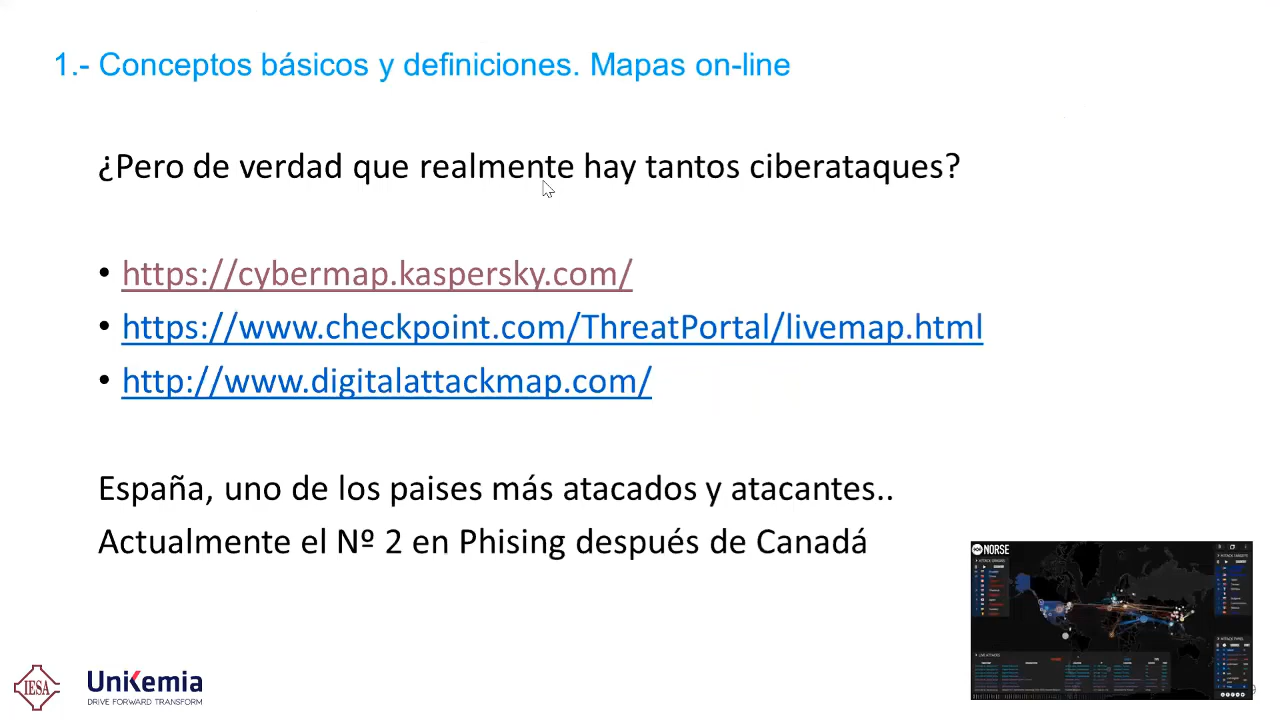 1.- Conceptos básicos y definiciones. Mapas on-line
¿Pero de verdad que realmente hay tantos ciberataques?
• https://cybermap.kaspersky.com/
• https://www.checkpoint.com/ThreatPortal/livemap.html
• http://www.digitalattackmap.com/
España, uno de los paises más atacados y atacantes..
Actualmente el Nº 2 en Phising después de Canadá
NORSE
IESA
UniKemia
DRIVE FORWARD TRANSFORM